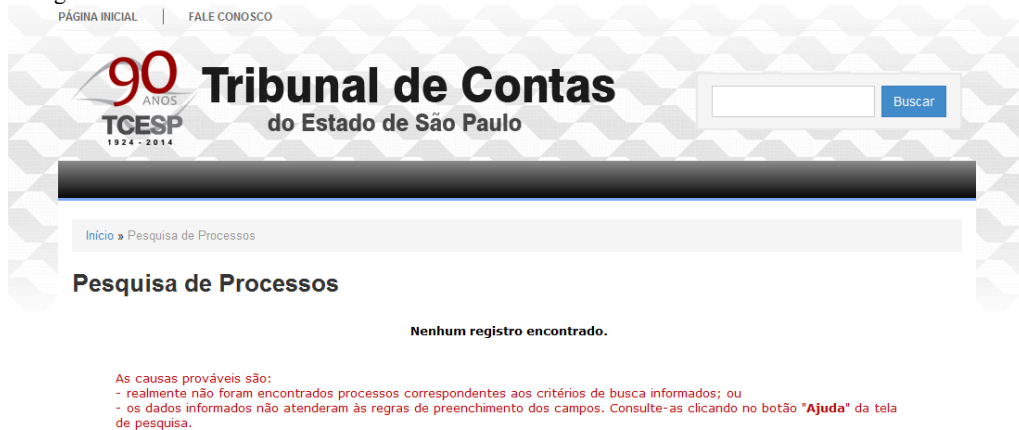 PÁGINA INICIAL | FALE CONOSCO
90
ANOS
TCESP
1924 - 2014
Tribunal de Contas
do Estado de São Paulo
Buscar
Início » Pesquisa de Processos
Pesquisa de Processos
Nenhum registro encontrado.
As causas prováveis são:
- realmente não foram encontrados processos correspondentes aos critérios de busca informados; ou
- os dados informados não atenderam às regras de preenchimento dos campos. Consulte-as clicando no botão "Ajuda" da tela
de pesquisa.